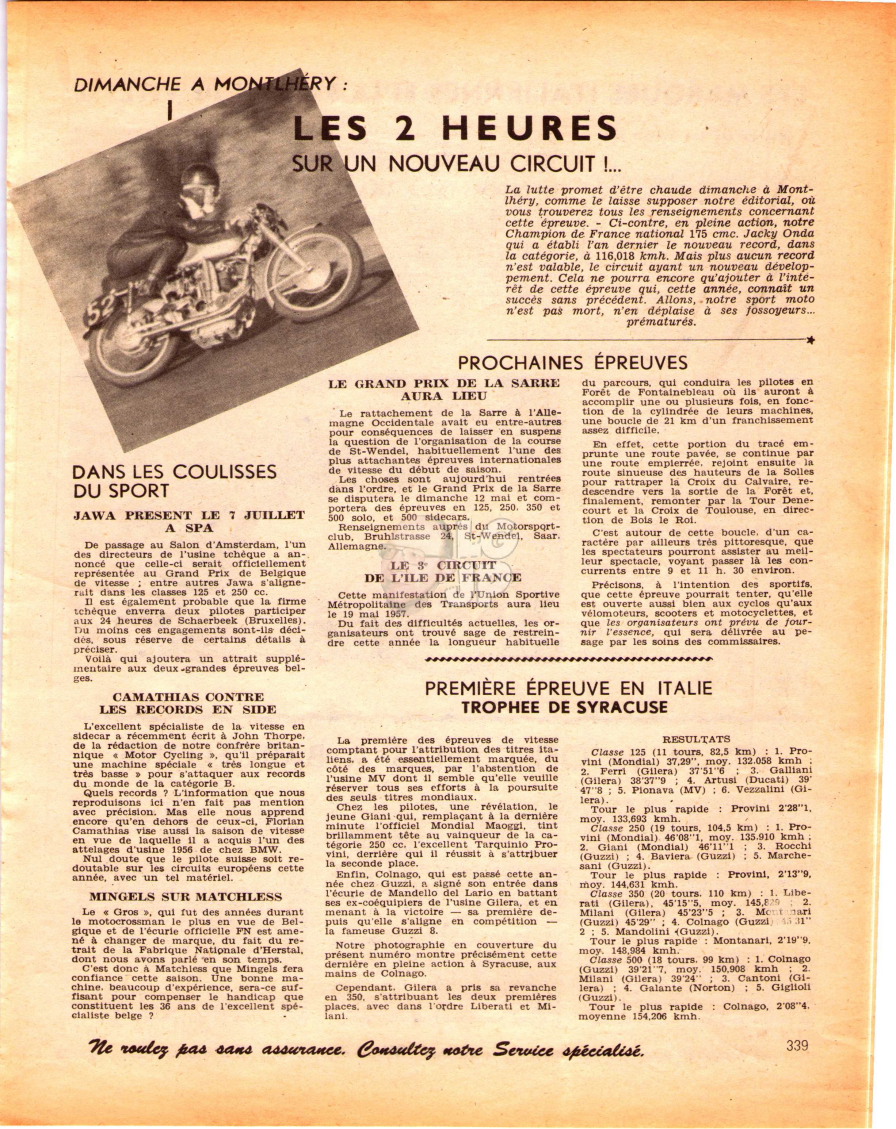 DIMANCHE A MONTLHÉRY :
LES 2 HEURES
SUR UN NOUVEAU CIRCUIT !...
La lutte promet d'être chaude dimanche à Mont-
lhéry, comme le laisse supposer notre éditorial, où
vous trouverez tous les renseignements concernant
cette épreuve. - Ci-contre, en pleine action, notre
Champion de France national 175 cmc. Jacky Onda
qui a établi l'an dernier le nouveau record, dans
la catégorie, à 116,018 kmh. Mais plus aucun record
n'est valable, le circuit ayant un nouveau dévelop-
pement. Cela ne pourra encore qu'ajouter à l'inté-
rêt de cette épreuve qui, cette année, connaît un
succès sans précédent. Allons, notre sport moto
n'est pas mort, n'en déplaise à ses fossoyeurs...
prématurés.
52
DANS LES COULISSES
DU SPORT
JAWA PRESENT LE 7 JUILLET
A SPA
De passage au Salon d'Amsterdam, l'un
des directeurs de l'usine tchèque a an-
noncé que celle-ci serait officiellement
représentée au Grand Prix de Belgique
de vitesse ; entre autres Jawa s'aligne-
rait dans les classes 125 et 250 cc.
Il est également probable que la firme
tchèque enverra deux pilotes participer
aux 24 heures de Schaerbeek (Bruxelles).
Du moins ces engagements sont-ils déci-
dés, sous réserve de certains détails à
préciser.
Voilà qui ajoutera un attrait supplé-
mentaire aux deux grandes épreuves bel-
ges.
CAMATHIAS CONTRE
LES RECORDS EN SIDE
L'excellent spécialiste de la vitesse en
sidecar a récemment écrit à John Thorpe,
de la rédaction de notre confrère britan-
nique « Motor Cycling », qu'il préparait
une machine spéciale « très longue et
très basse » pour s'attaquer aux records
du monde de la catégorie B.
Quels records ? L'information que nous
reproduisons ici n'en fait pas mention
avec précision. Mais elle nous apprend
encore qu'en dehors de ceux-ci, Florian
Camathias vise aussi la saison de vitesse
en vue de laquelle il a acquis l'un des
attelages d'usine 1956 de chez BMW.
Nul doute que le pilote suisse soit re-
doutable sur les circuits européens cette
année, avec un tel matériel.
MINGELS SUR MATCHLESS
Le « Gros », qui fut des années durant
le motocrossman le plus en vue de Bel-
gique et de l'écurie officielle FN est ame-
né à changer de marque, du fait du re-
trait de la Fabrique Nationale d'Herstal,
dont nous avons parlé en son temps.
C'est donc à Matchless que Mingels fera
confiance cette saison. Une bonne ma-
chine, beaucoup d'expérience, sera-ce suf-
fisant pour compenser le handicap que
constituent les 36 ans de l'excellent spé-
cialiste belge ?
PROCHAINES ÉPREUVES
LE GRAND PRIX DE LA SARRE
AURA LIEU
Le rattachement de la Sarre à l'Alle-
magne Occidentale avait eu entre-autres
pour conséquences de laisser en suspens
la question de l'organisation de la course
de St-Wendel, habituellement l'une des
plus attachantes épreuves internationales
de vitesse du début de saison.
Les choses sont aujourd'hui rentrées
dans l'ordre, et le Grand Prix de la Sarre
se disputera le dimanche 12 mai et com-
portera des épreuves en 125, 250, 350 et
500 solo, et 500 sidecars.
Renseignements auprès du Motorsport-
club, Bruhlstrasse 24, St-Wendel, Saar.
Allemagne.
LE 3e CIRCUIT
DE L'ILE DE FRANCE
Cette manifestation de l'Union Sportive
Métropolitaine des Transports aura lieu
le 19 mai 1957.
Du fait des difficultés actuelles, les or-
ganisateurs ont trouvé sage de restrein-
dre cette année la longueur habituelle
du parcours, qui conduira les pilotes en
Forêt de Fontainebleau où ils auront à
accomplir une ou plusieurs fois, en fonc-
tion de la cylindrée de leurs machines,
une boucle de 21 km d'un franchissement
assez difficile.
En effet, cette portion du tracé em-
prunte une route pavée, se continue par
une route empierrée, rejoint ensuite la
route sinueuse des hauteurs de la Solles
pour rattraper la Croix du Calvaire, re-
descendre vers la sortie de la Forêt et,
finalement, remonter par la Tour Dene-
court et la Croix de Toulouse, en direc-
tion de Bois le Roi.
C'est autour de cette boucle, d'un ca-
ractère par ailleurs très pittoresque, que
les spectateurs pourront assister au meil-
leur spectacle, voyant passer là les con-
currents entre 9 et 11 h. 30 environ.
Précisons, à l'intention des sportifs,
que cette épreuve pourrait tenter, qu'elle
est ouverte aussi bien aux cyclos qu'aux
vélomoteurs, scooters et motocyclettes, et
que les organisateurs ont prévu de four-
nir l'essence, qui sera délivrée au pe-
sage par les soins des commissaires.
PREMIÈRE ÉPREUVE EN ITALIE
TROPHEE DE SYRACUSE
La première des épreuves de vitesse
comptant pour l'attribution des titres ita-
liens, a été essentiellement marquée, du
côté des marques, par l'abstention de
l'usine MV dont il semble qu'elle veuille
réserver tous ses efforts à la poursuite
des seuls titres mondiaux.
Chez les pilotes, une révélation, le
jeune Giani qui, remplaçant à la dernière
minute l'officiel Mondial Maoggi, tint
brillamment tête au vainqueur de la ca-
tégorie 250 cc. l'excellent Tarquinio Pro-
vini, derrière qui il réussit à s'attribuer
la seconde place.
Enfin, Colnago, qui est passé cette an-
née chez Guzzi, a signé son entrée dans
l'écurie de Mandello del Lario en battant
ses ex-coéquipiers de l'usine Gilera, et en
menant à la victoire — sa première de-
puis qu'elle s'aligne en compétition —
la fameuse Guzzi 8.
Notre photographie en couverture du
présent numéro montre précisément cette
dernière en pleine action à Syracuse, aux
mains de Colnago.
Cependant, Gilera a pris sa revanche
en 350, s'attribuant les deux premières
places, avec dans l'ordre Liberati et Mi-
lani.
RESULTATS
Classe 125 (11 tours, 82,5 km) : 1. Pro-
vini (Mondial) 37,29'', moy. 132.058 kmh ;
2. Ferri (Gilera) 37'51''6 ; 3. Galliani
(Gilera) 38'37''9 ; 4. Artusi (Ducati) 39'
47''8 ; 5. Pionava (MV) ; 6. Vezzalini (Gi-
lera).
Tour le plus rapide : Provini 2'28''1,
moy. 133,693 kmh.
Classe 250 (19 tours, 104,5 km) : 1. Pro-
vini (Mondial) 46'08''1, moy. 135.910 kmh ;
2. Giani (Mondial) 46'11''1 ; 3. Rocchi
(Guzzi) ; 4. Baviera (Guzzi) ; 5. Marche-
sani (Guzzi).
Tour le plus rapide : Provini, 2'13''9,
moy. 144,631 kmh.
Classe 350 (20 tours, 110 km) : 1. Libe-
rati (Gilera), 45'15''5, moy. ; 2.
Milani (Gilera) 45'23''5 ; 3. Montanari
(Guzzi) 45'29'' ; 4. Colnago (Guzzi)
2 ; 5. Mandolini (Guzzi).
Tour le plus rapide : Montanari, 2'19''9,
moy. 148,984 kmh.
Classe 500 (18 tours, 99 km) : 1. Colnago
(Guzzi) 39'21''7, moy. 150,908 kmh ; 2.
Milani (Gilera) 39'24'' ; 3. Cantoni (Gi-
lera) ; 4. Galante (Norton) ; 5. Giglioli
(Guzzi).
Tour le plus rapide : Colnago, 2'08''4,
moyenne 154,206 kmh.
Ne roulez pas sans assurance. Consultez notre Service spécialisé.
339